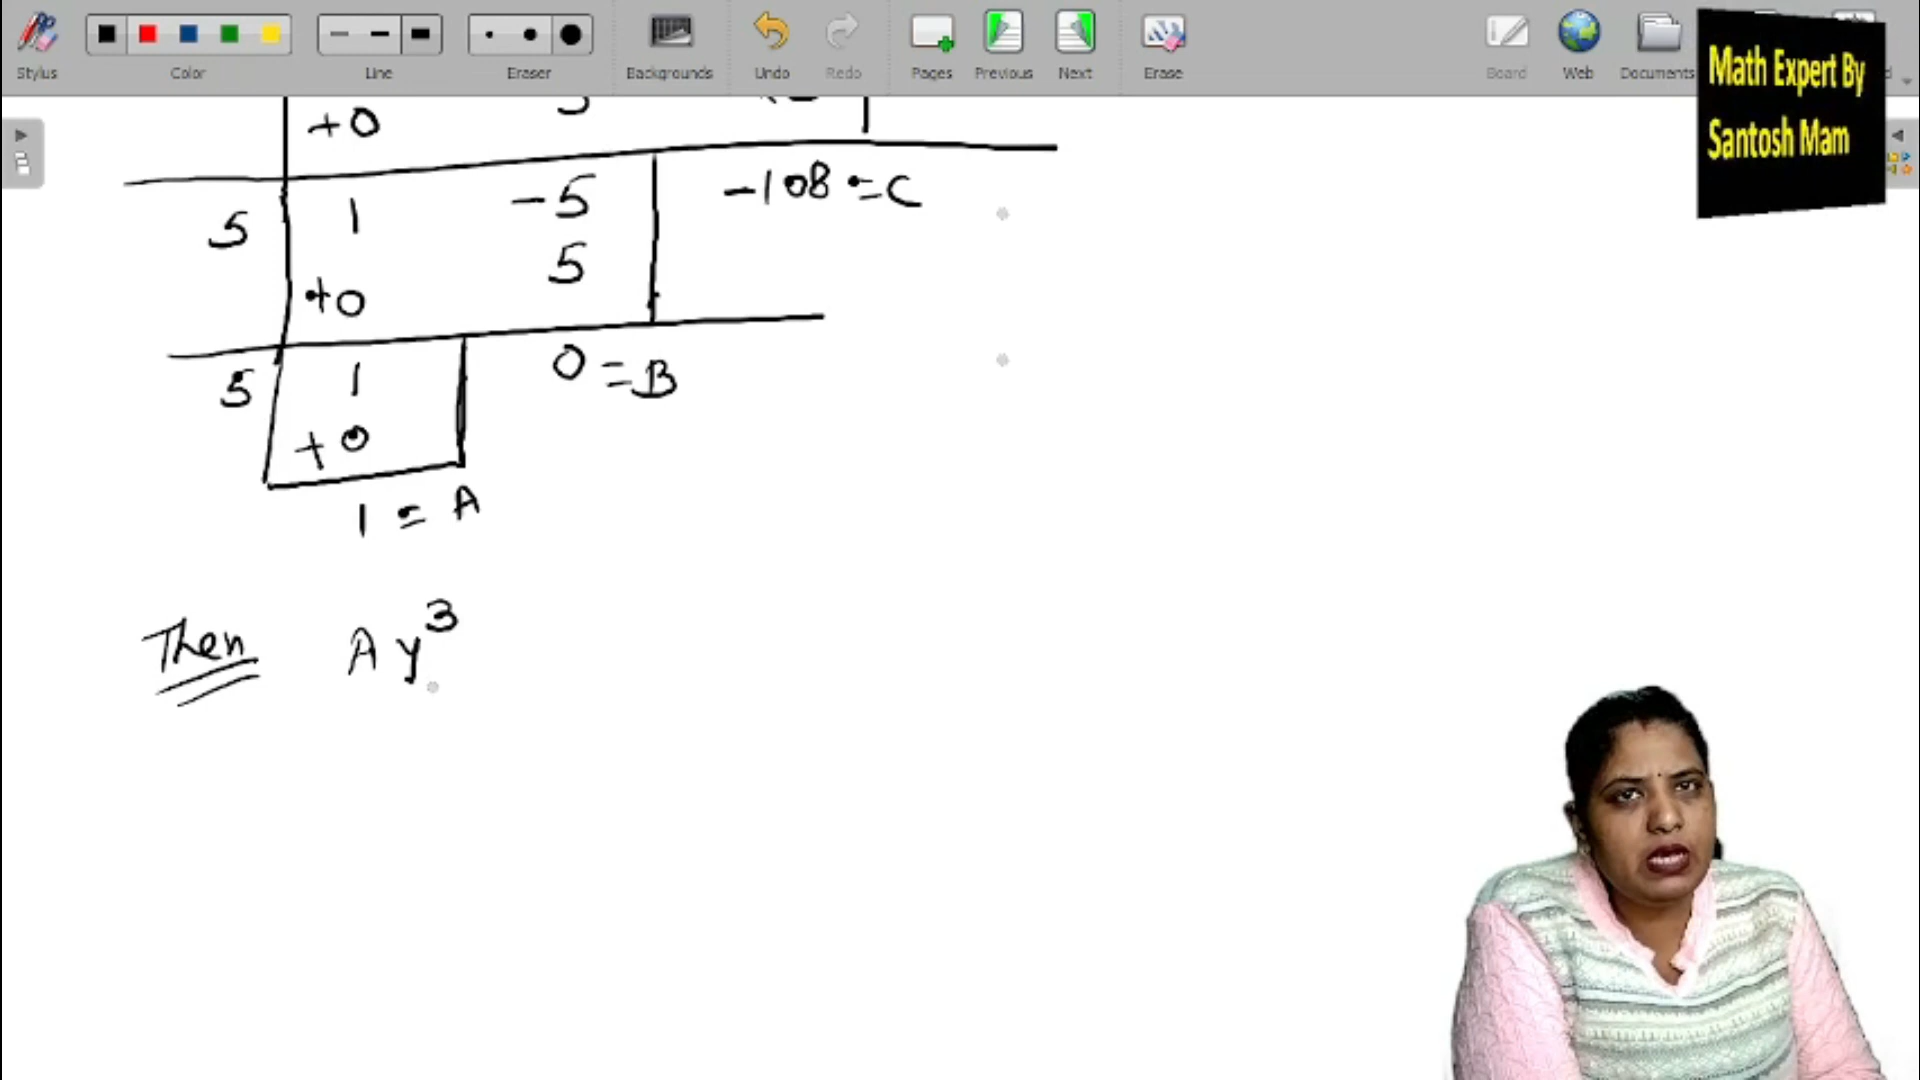 Stylus Color Line Eraser Backgrounds Undo Redo Pages Previous Next Erase Board Web Documents
Math Expert By
Santosh Mam
+0
5 1 -5 -108 = C
+0 5
5 1 0 = B
+0
1 = A
Then Ay³